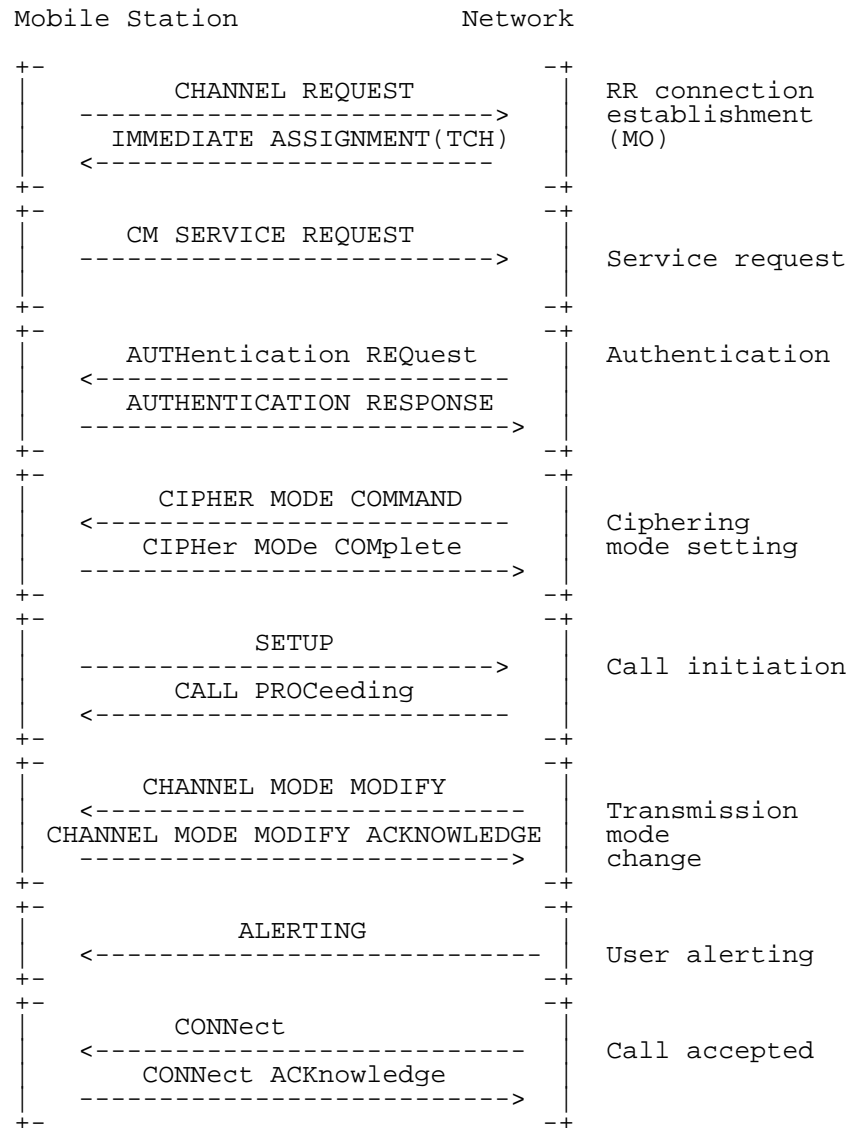 Mobile Station Network
CHANNEL REQUEST RR connection
establishment
IMMEDIATE ASSIGNMENT(TCH) (MO)
CM SERVICE REQUEST
Service request
AUTHentication REQuest Authentication
AUTHENTICATION RESPONSE
CIPHER MODE COMMAND
Ciphering
CIPHer MODe COMplete mode setting
SETUP
Call initiation
CALL PROCeeding
CHANNEL MODE MODIFY
Transmission
CHANNEL MODE MODIFY ACKNOWLEDGE mode
change
ALERTING
User alerting
CONNect
Call accepted
CONNect ACKnowledge